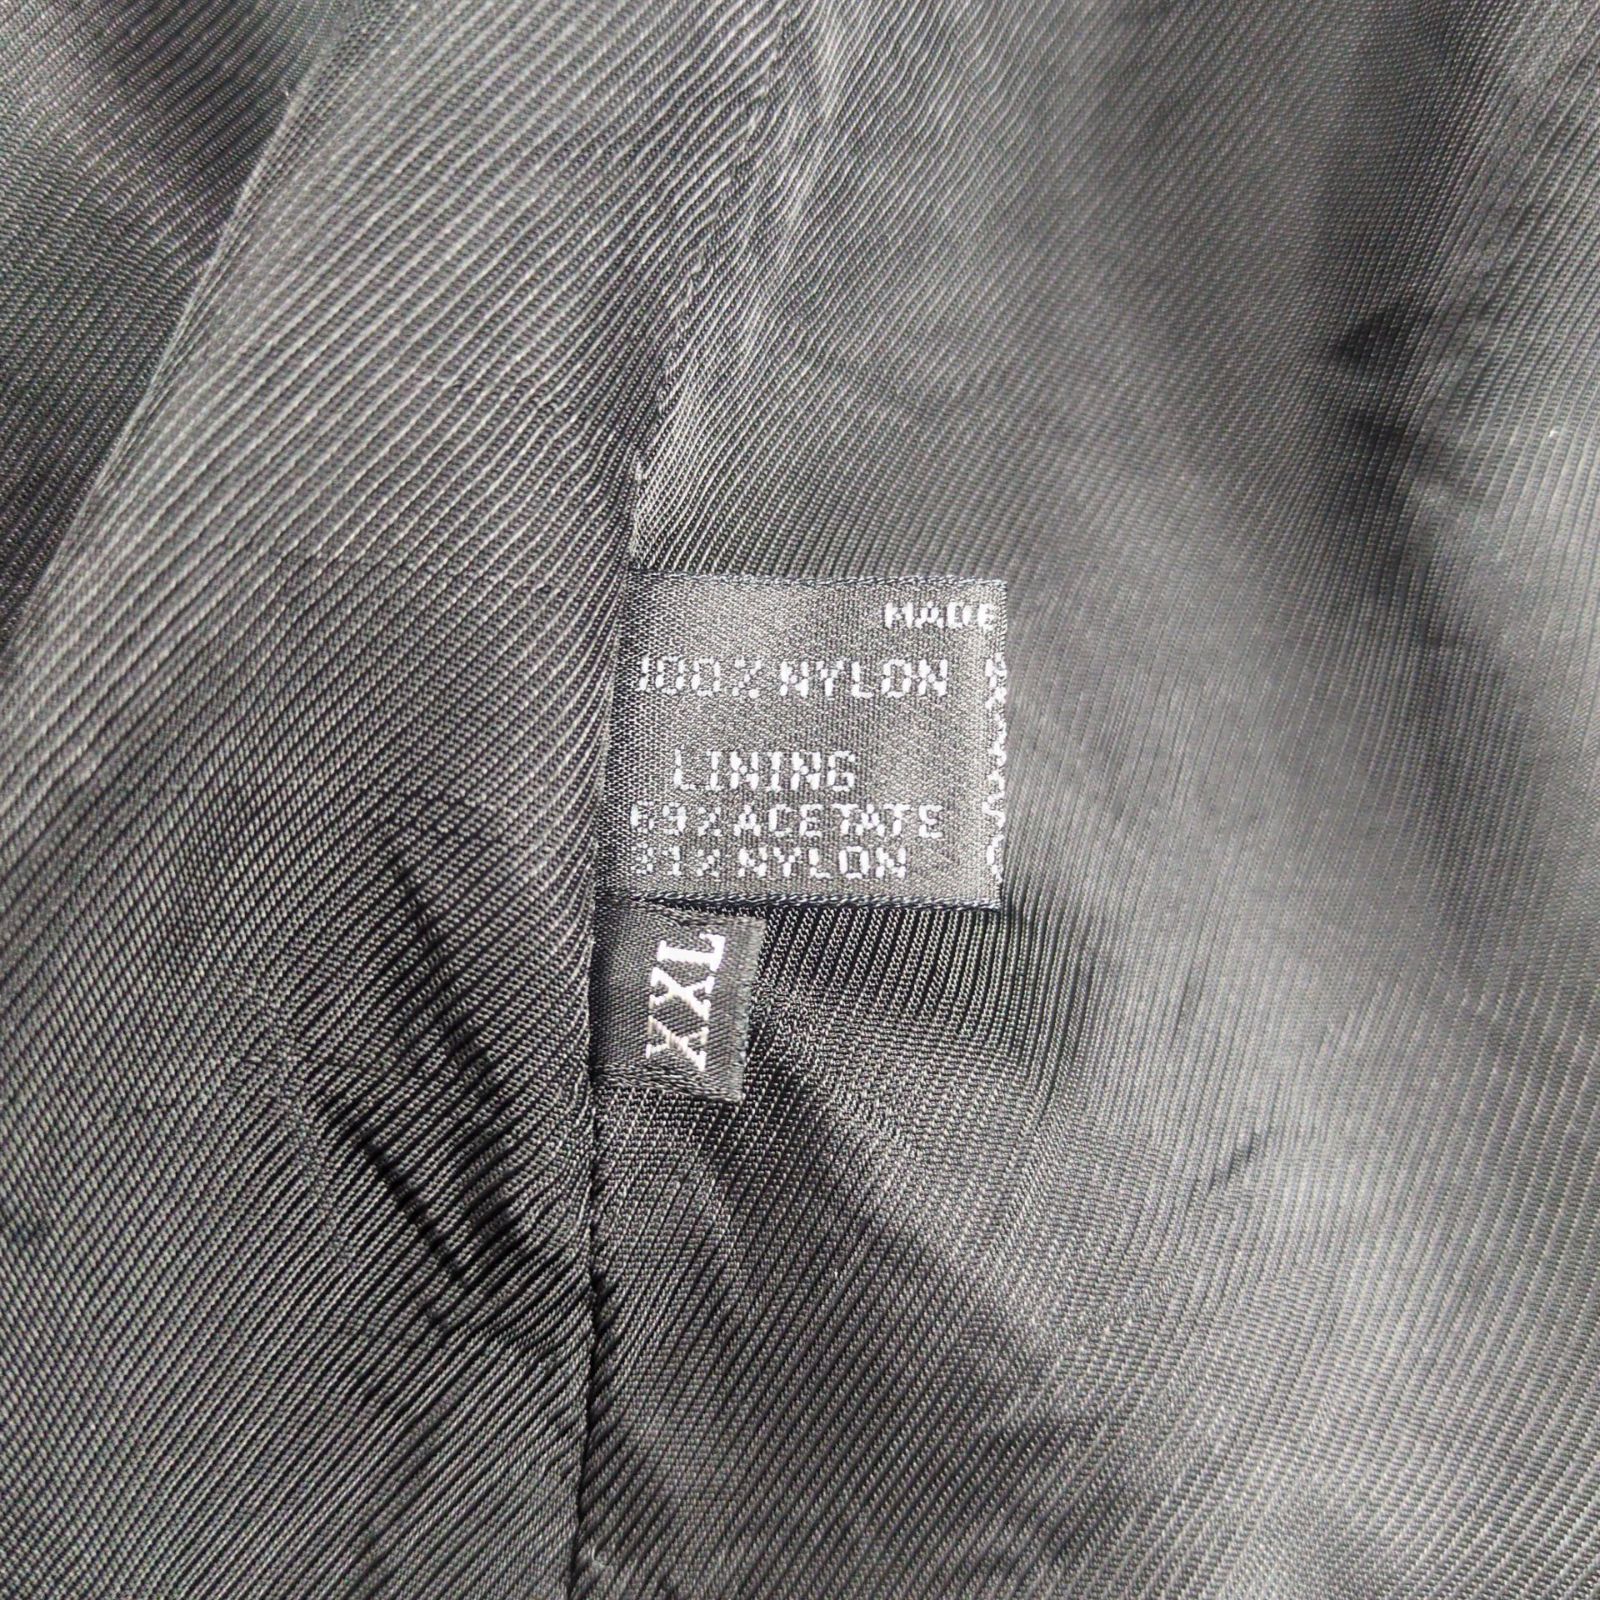 MADE
100% NYLON
LINING
69% ACETATE
31% NYLON
XXL